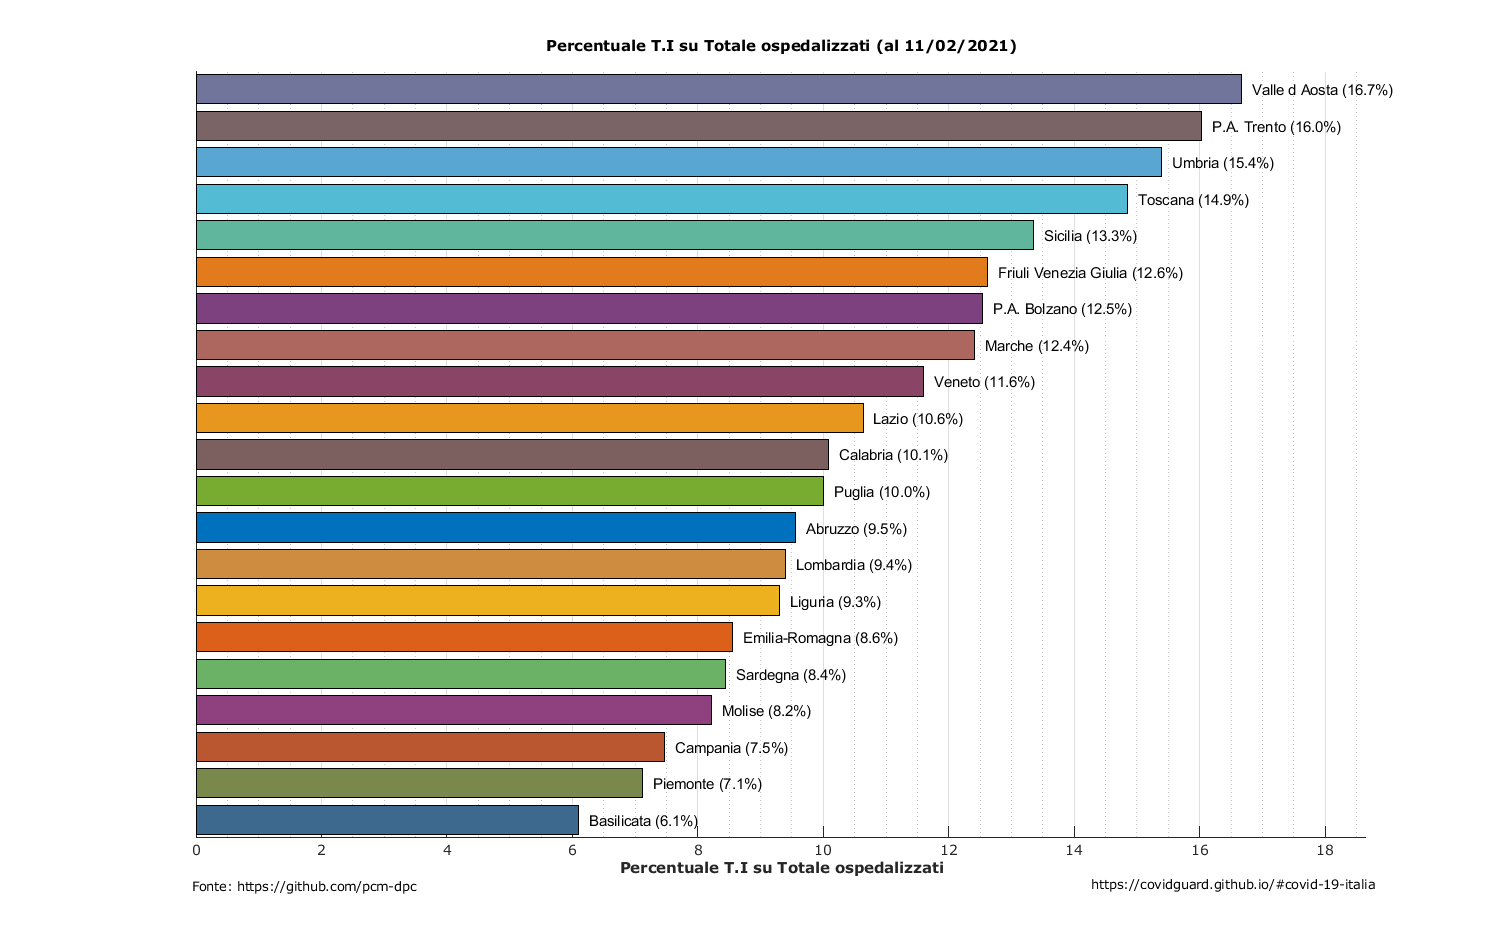 Percentuale T.I su Totale ospedalizzati (al 11/02/2021)
Valle d Aosta (16.7%)
P.A. Trento (16.0%)
Umbria (15.4%)
Toscana (14.9%)
Sicilia (13.3%)
Friuli Venezia Giulia (12.6%)
P.A. Bolzano (12.5%)
Marche (12.4%)
Veneto (11.6%)
Lazio (10.6%)
Calabria (10.1%)
Puglia (10.0%)
Abruzzo (9.5%)
Lombardia (9.4%)
Liguria (9.3%)
Emilia-Romagna (8.6%)
Sardegna (8.4%)
Molise (8.2%)
Campania (7.5%)
Piemonte (7.1%)
Basilicata (6.1%)
0 2 4 6 8 10 12 14 16 18
Percentuale T.I su Totale ospedalizzati
Fonte: https://github.com/pcm-dpc
https://covidguard.github.io/#covid-19-italia